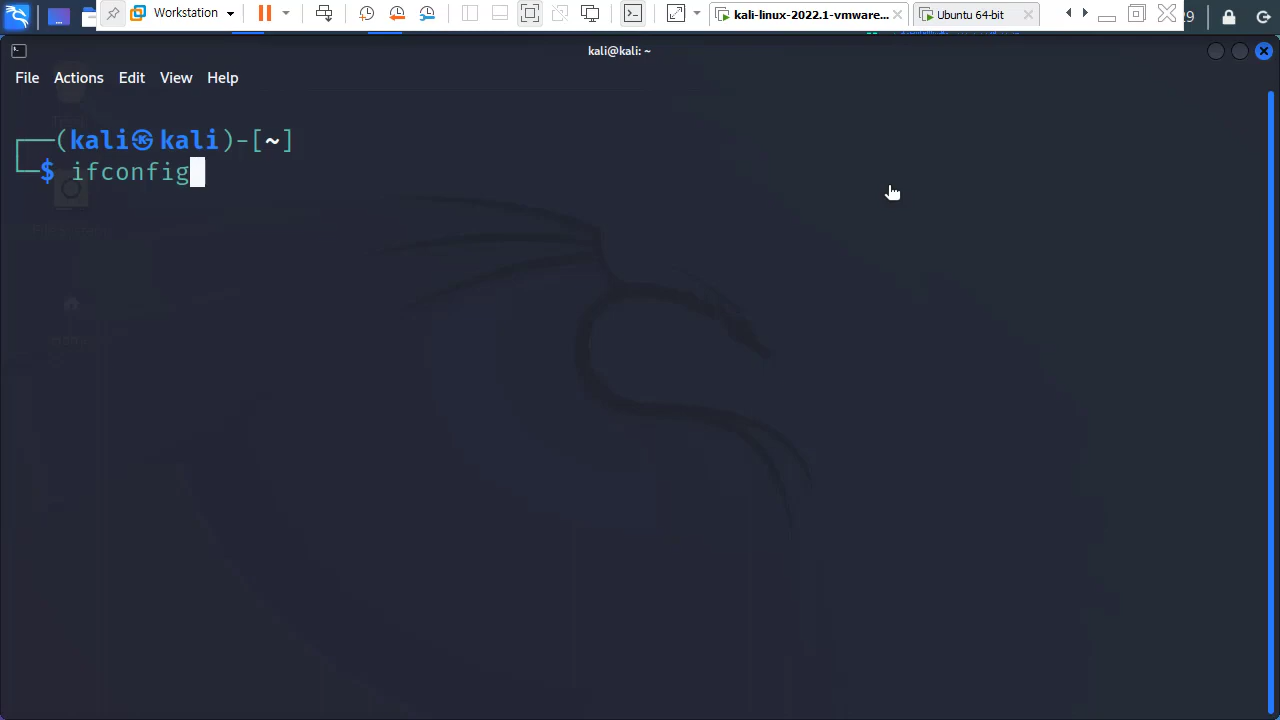 Workstation kali-linux-2022.1-vmware... Ubuntu 64-bit 29
kali@kali: ~
File Actions Edit View Help
┌──(kali㉿kali)-[~]
└─$ ifconfig